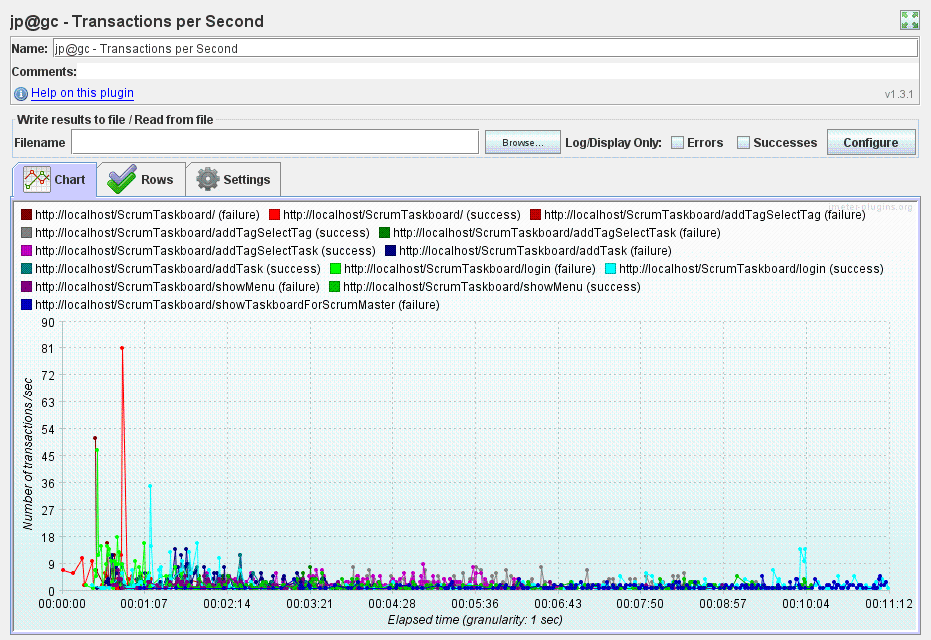 jp@gc - Transactions per Second
Name: jp@gc - Transactions per Second
Comments:
Help on this plugin
v1.3.1
Write results to file / Read from file
Filename Browse... Log/Display Only: Errors Successes Configure
Chart Rows Settings
jmeter-plugins.org
http://localhost/ScrumTaskboard/ (failure) http://localhost/ScrumTaskboard/ (success) http://localhost/ScrumTaskboard/addTagSelectTag (failure)
http://localhost/ScrumTaskboard/addTagSelectTag (success) http://localhost/ScrumTaskboard/addTagSelectTask (failure)
http://localhost/ScrumTaskboard/addTagSelectTask (success) http://localhost/ScrumTaskboard/addTask (failure)
http://localhost/ScrumTaskboard/addTask (success) http://localhost/ScrumTaskboard/login (failure) http://localhost/ScrumTaskboard/login (success)
http://localhost/ScrumTaskboard/showMenu (failure) http://localhost/ScrumTaskboard/showMenu (success)
http://localhost/ScrumTaskboard/showTaskboardForScrumMaster (failure)
90
81
72
63
54
45
36
27
18
9
0
Number of transactions /sec
00:00:00 00:01:07 00:02:14 00:03:21 00:04:28 00:05:36 00:06:43 00:07:50 00:08:57 00:10:04 00:11:12
Elapsed time (granularity: 1 sec)